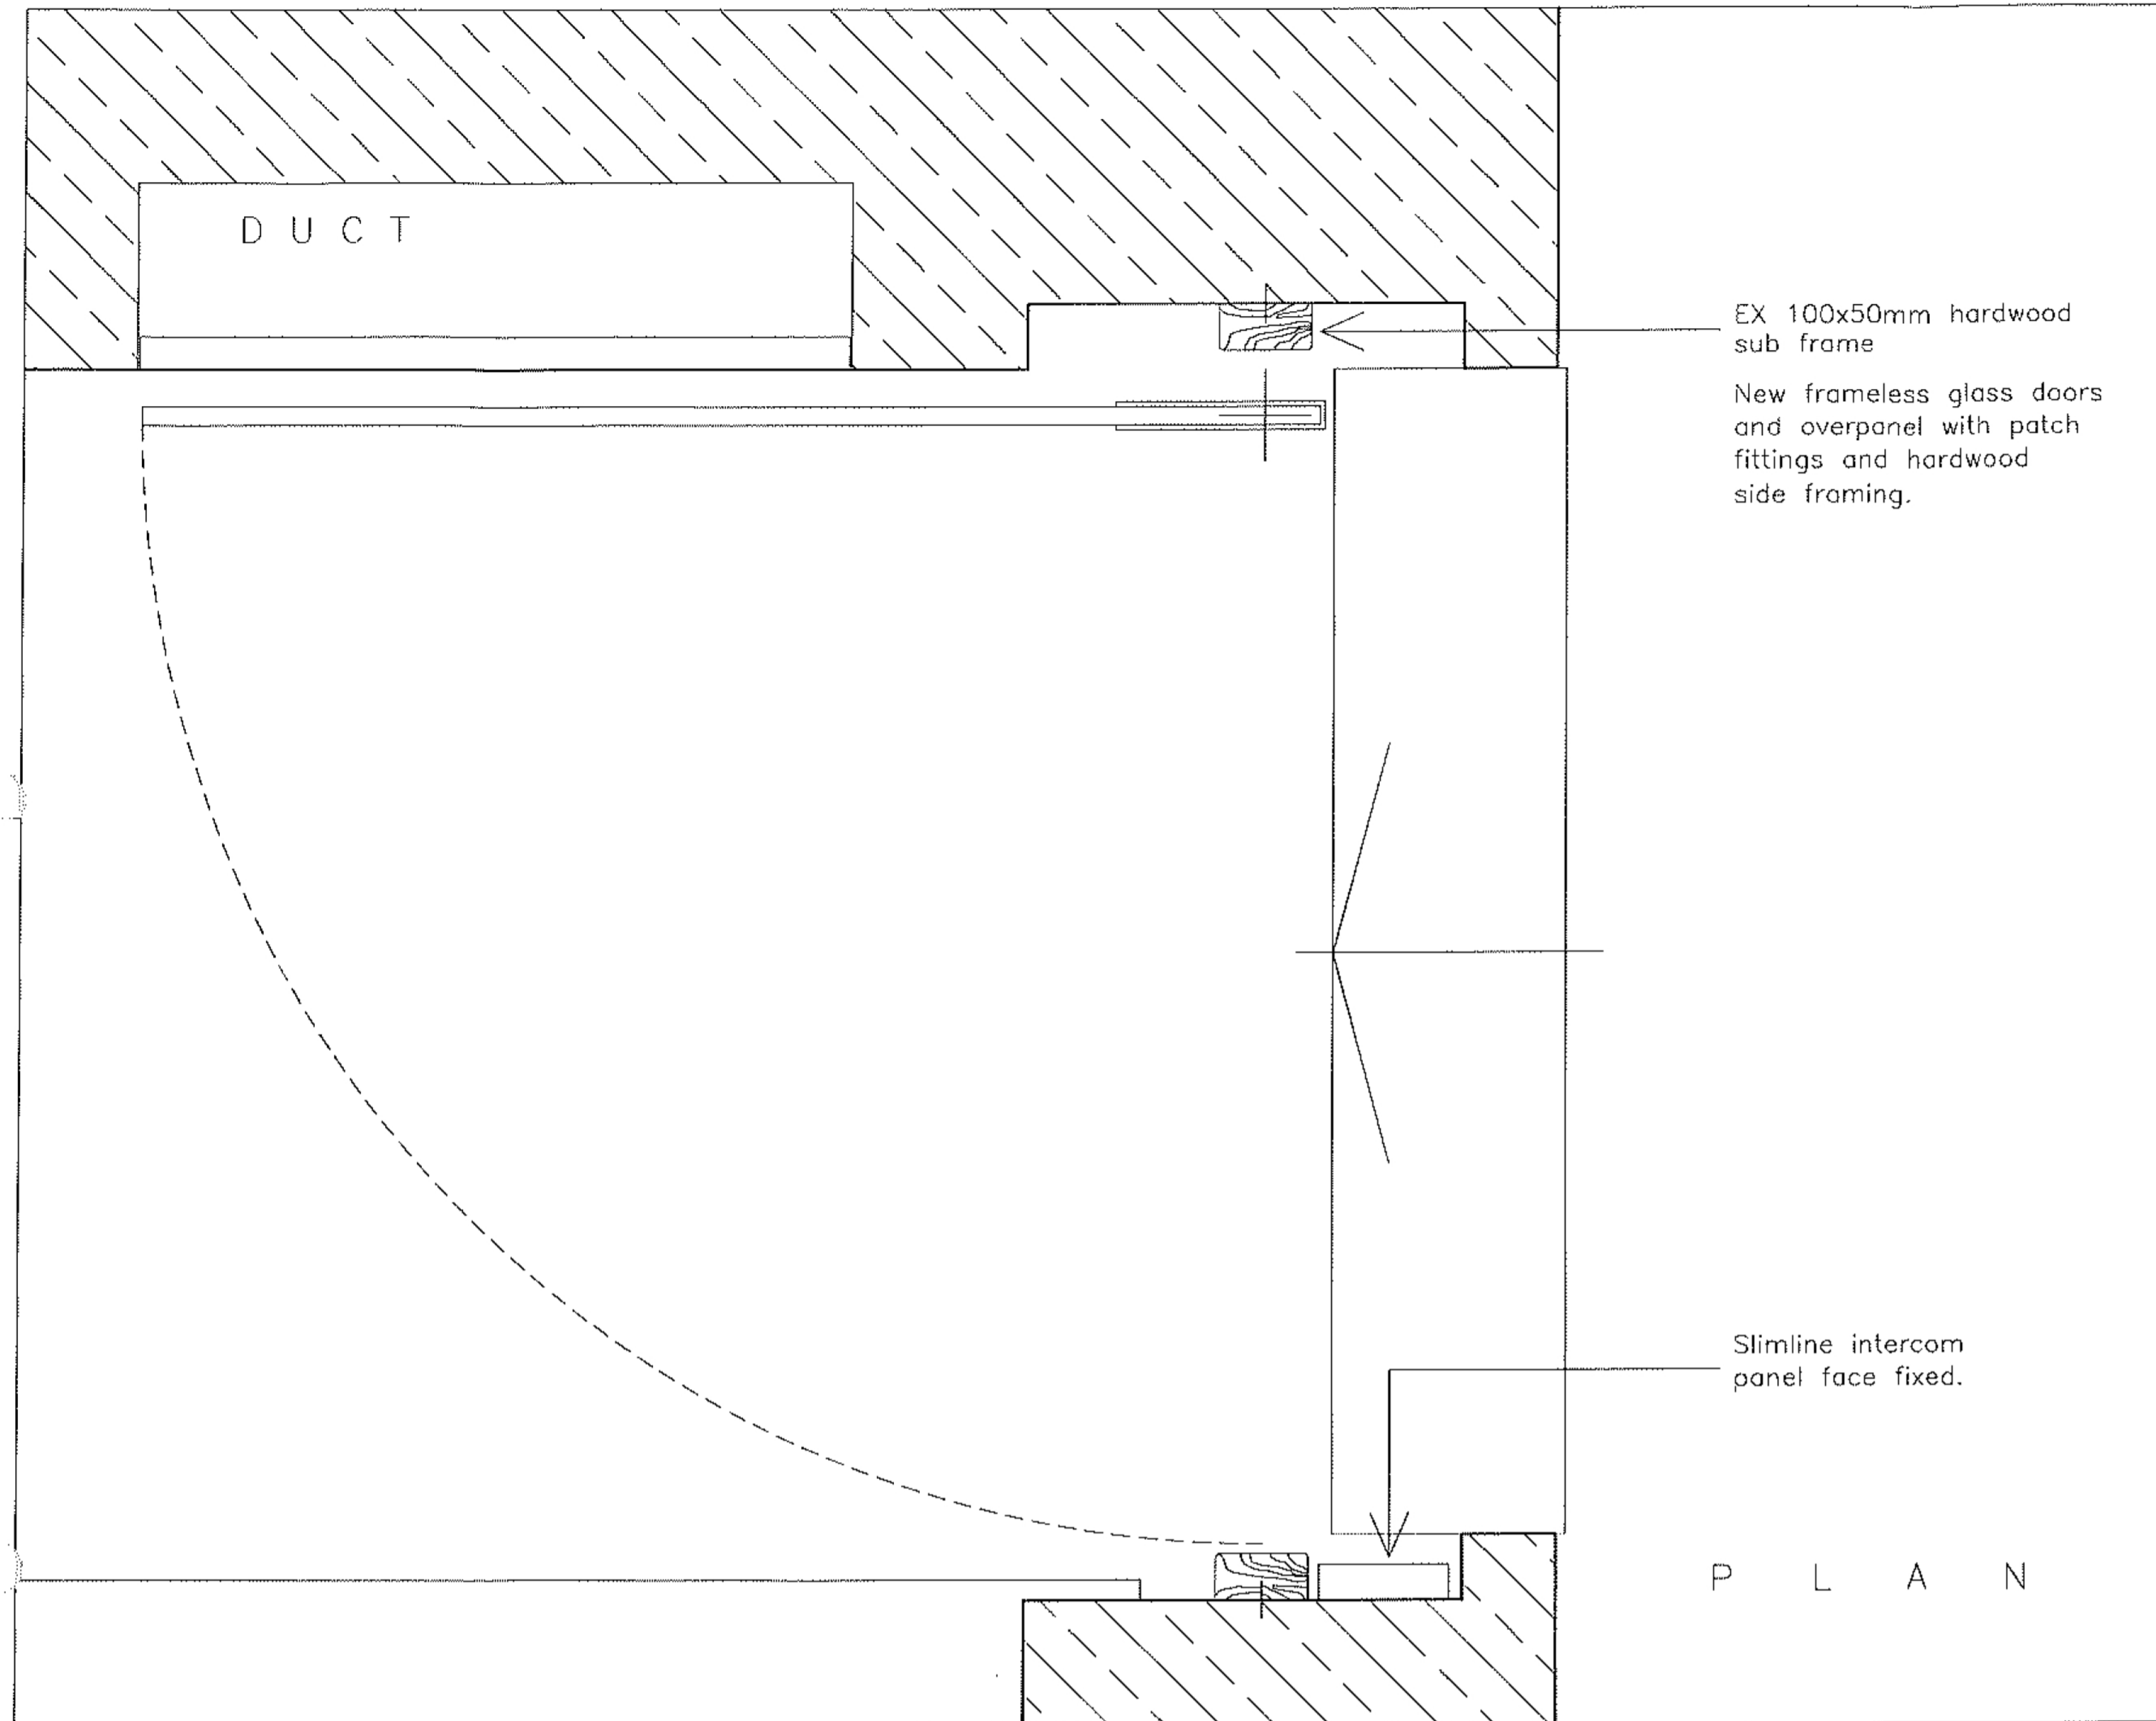 DUCT
EX 100x50mm hardwood
sub frame
New frameless glass doors
and overpanel with patch
fittings and hardwood
side framing.
Slimline intercom
panel face fixed.
PLAN